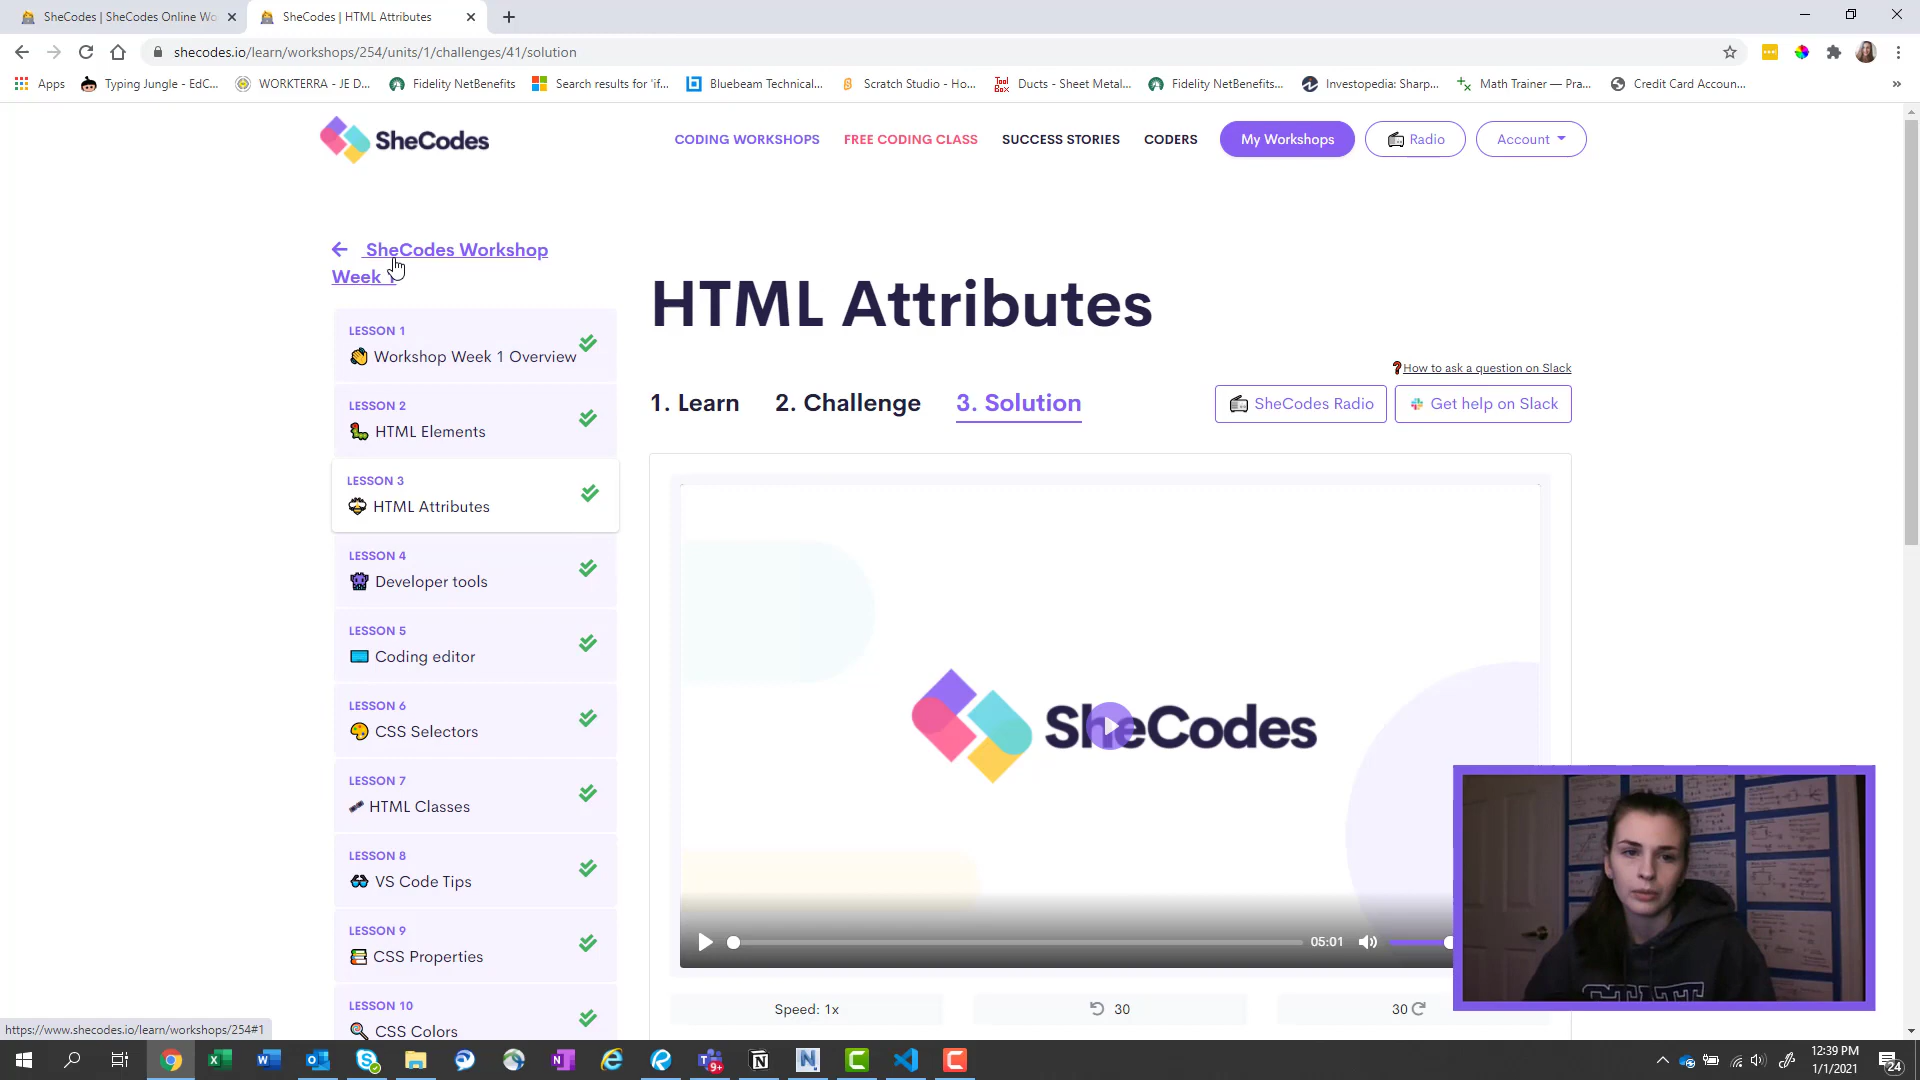 SheCodes | SheCodes Online Wo
SheCodes | HTML Attributes
shecodes.io/learn/workshops/254/units/1/challenges/41/solution
Apps
Typing Jungle - EdC...
WORKTERRA - JE D...
Fidelity NetBenefits
Search results for 'if...
Bluebeam Technical...
Scratch Studio - Ho...
Ducts - Sheet Metal...
Fidelity NetBenefits...
Investopedia: Sharp...
Math Trainer — Pra...
Credit Card Accoun...
SheCodes
CODING WORKSHOPS
FREE CODING CLASS
SUCCESS STORIES
CODERS
My Workshops
Radio
Account
SheCodes Workshop
Week 1
HTML Attributes
How to ask a question on Slack
1. Learn
2. Challenge
3. Solution
SheCodes Radio
Get help on Slack
LESSON 1
Workshop Week 1 Overview
LESSON 2
HTML Elements
LESSON 3
HTML Attributes
LESSON 4
Developer tools
LESSON 5
Coding editor
LESSON 6
CSS Selectors
LESSON 7
HTML Classes
LESSON 8
VS Code Tips
LESSON 9
CSS Properties
LESSON 10
CSS Colors
SheCodes
05:01
Speed: 1x
30
30
https://www.shecodes.io/learn/workshops/254#1
9+
12:39 PM
1/1/2021
24